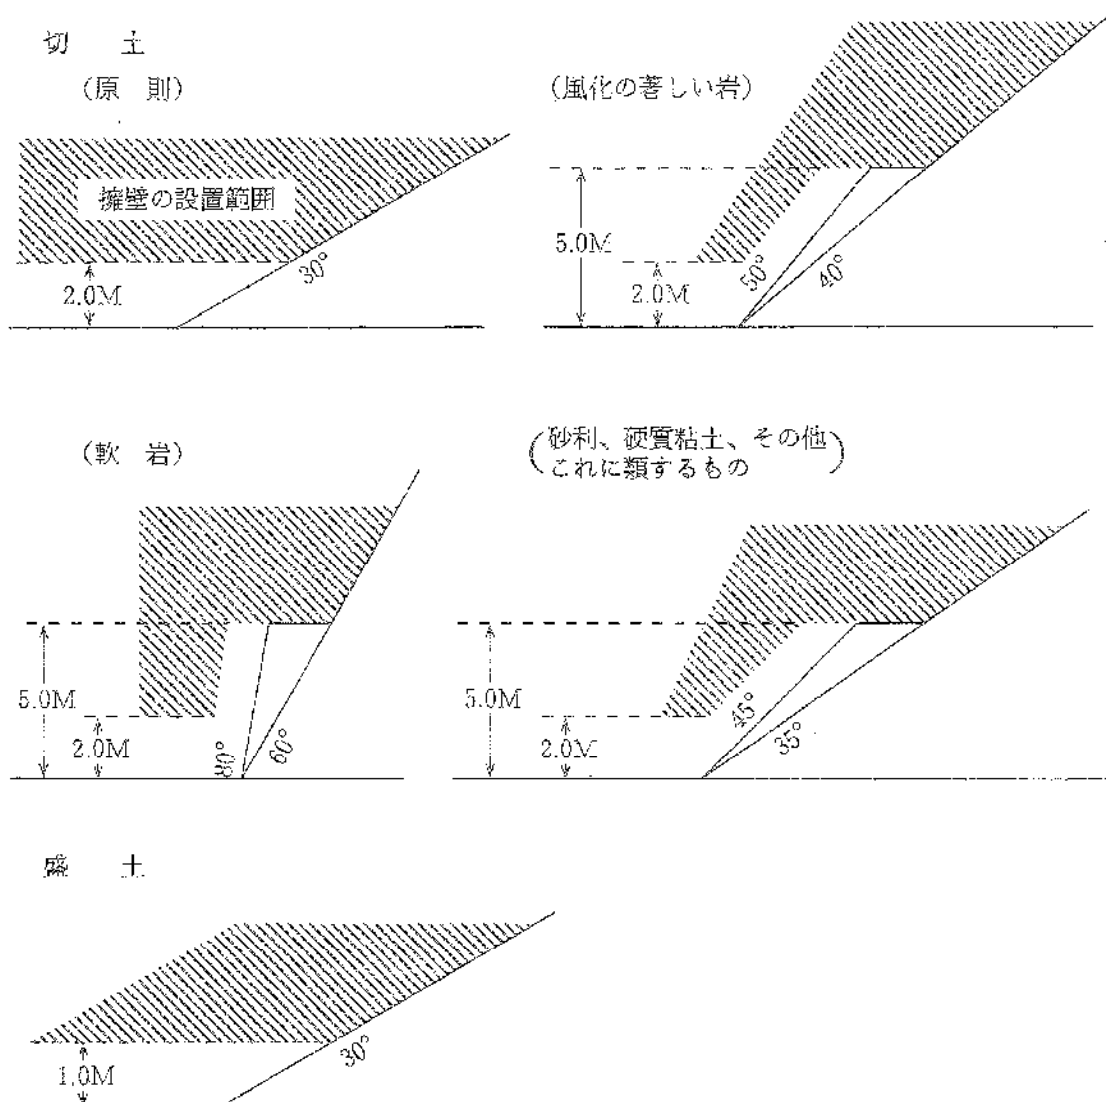 切　土
（原　則）
（風化の著しい岩）
擁壁の設置範囲
30°
2.0M
5.0M
2.0M
50°
40°
（軟　岩）
（砂利、硬質粘土、その他
これに類するもの）
5.0M
2.0M
80°
60°
5.0M
2.0M
45°
35°
盛　土
1.0M
30°